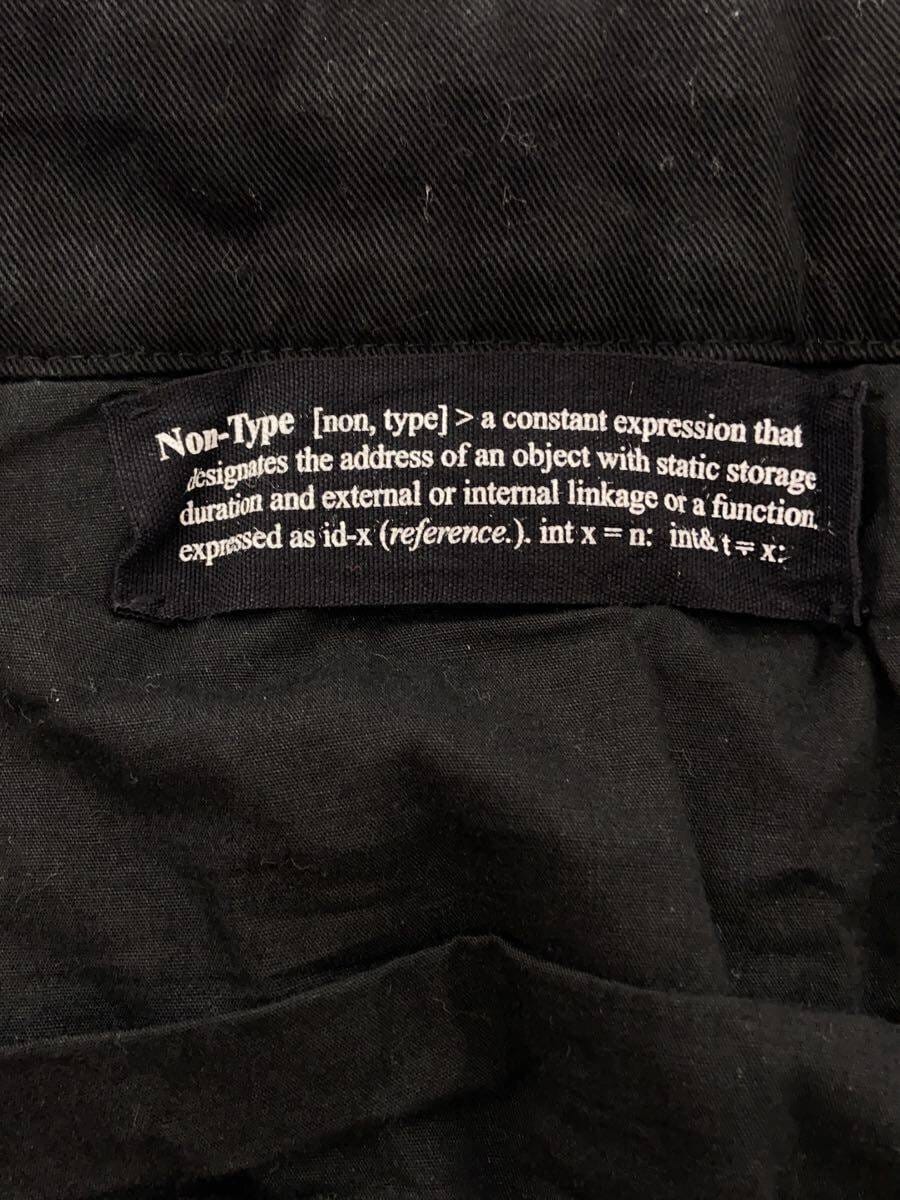 Non-Type [non, type] > a constant expression that
designates the address of an object with static storage
duration and external or internal linkage or a function,
expressed as id-x (reference.). int x = n: int& t = x: